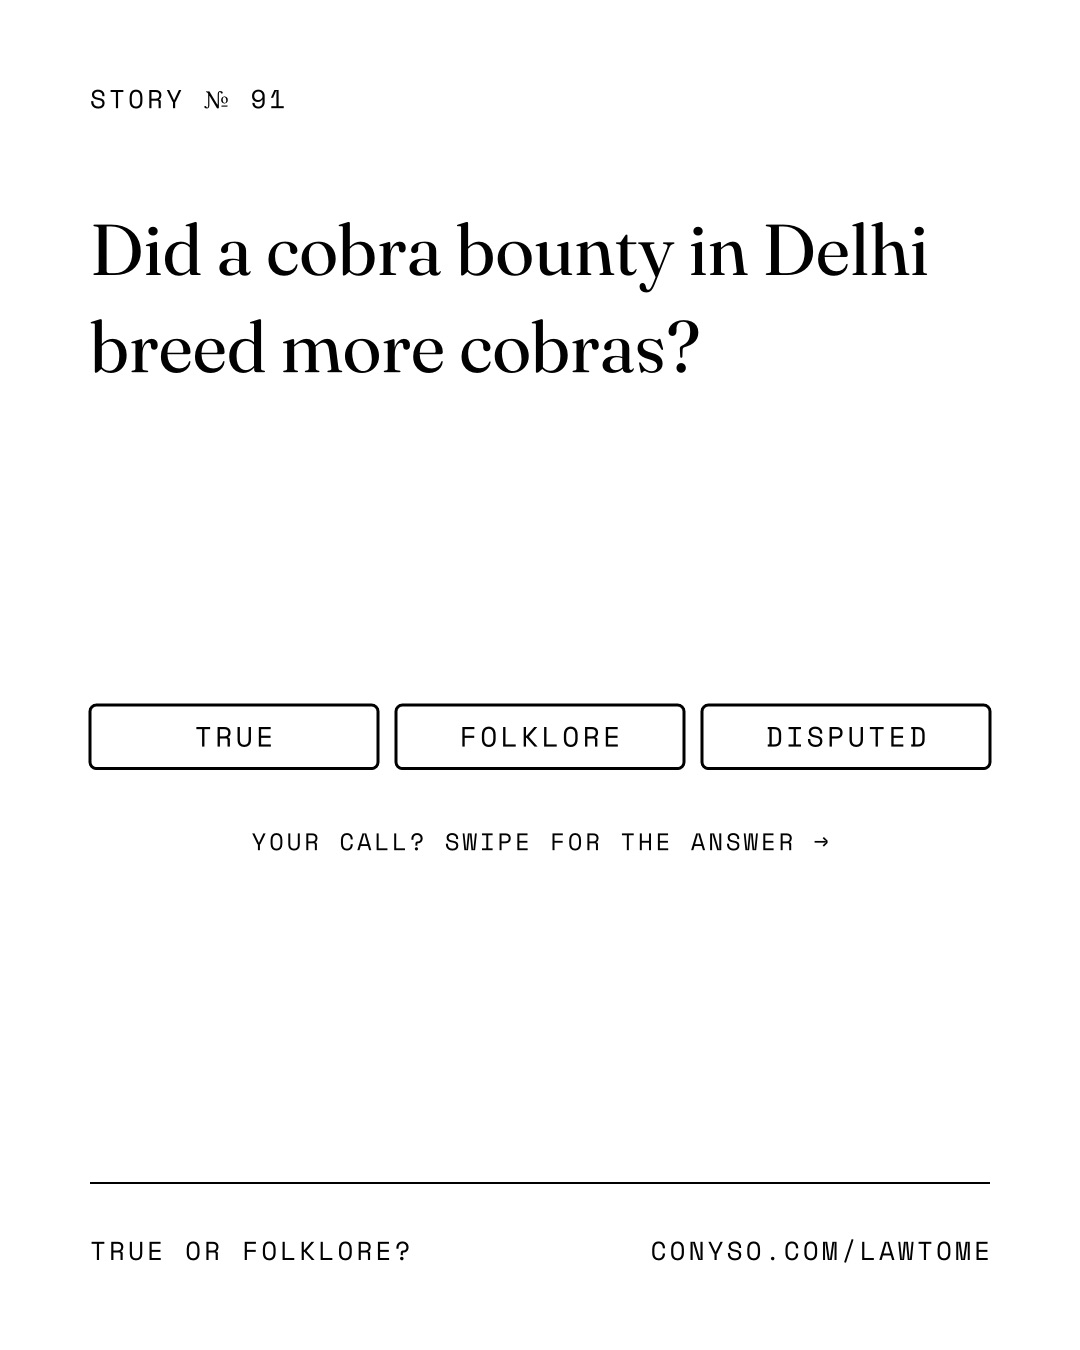 STORY № 91
Did a cobra bounty in Delhi
breed more cobras?
TRUE
FOLKLORE
DISPUTED
YOUR CALL? SWIPE FOR THE ANSWER →
TRUE OR FOLKLORE?
CONYSO.COM/LAWTOME